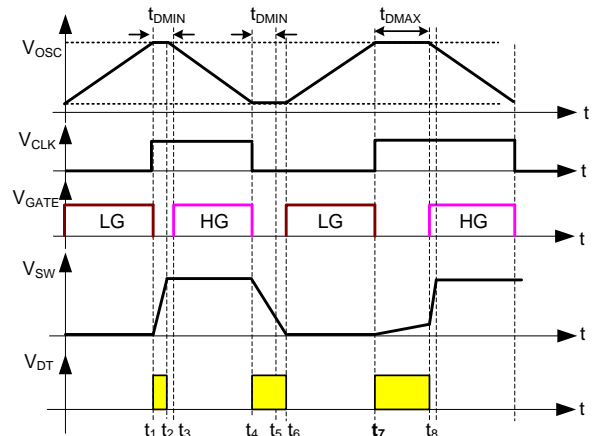 tDMIN tDMIN tDMAX
VOSC
t
VCLK
t
VGATE
LG HG LG HG
t
VSW
t
VDT
t
t1 t2 t3 t4 t5 t6 t7 t8